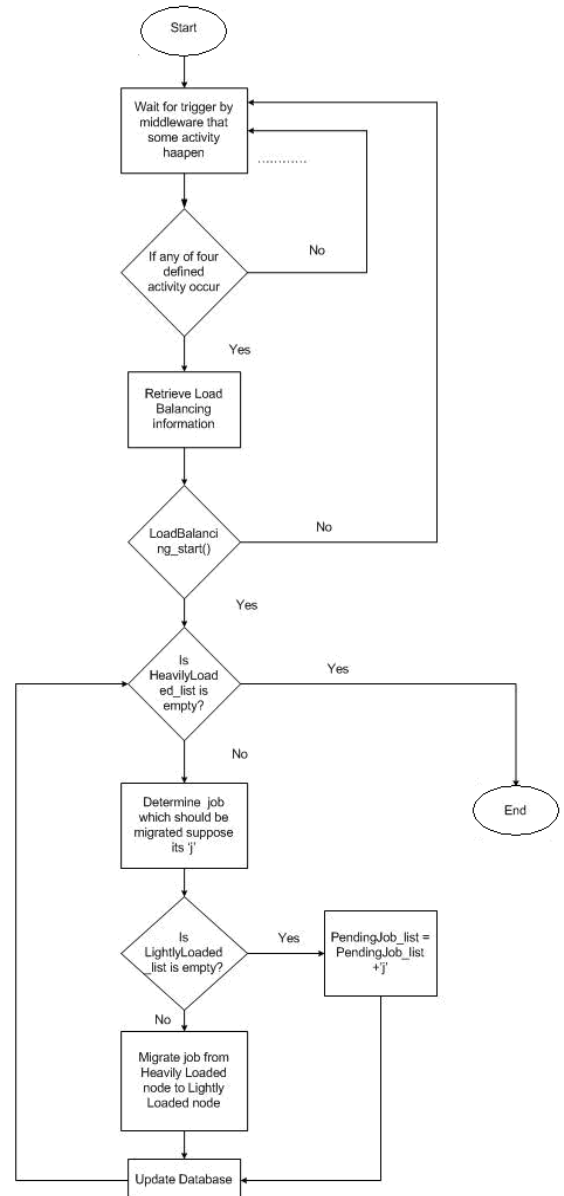 Start
Wait for trigger by
middleware that
some activity
haapen
............
If any of four
defined
activity occur
No
Yes
Retrieve Load
Balancing
information
LoadBalanci
ng_start()
No
Yes
Is
HeavilyLoad
ed_list is
empty?
Yes
No
End
Determine job
which should be
migrated suppose
its 'j'
Is
LightlyLoaded
_list is empty?
Yes
PendingJob_list =
PendingJob_list
+'j'
No
Migrate job from
Heavily Loaded
node to Lightly
Loaded node
Update Database